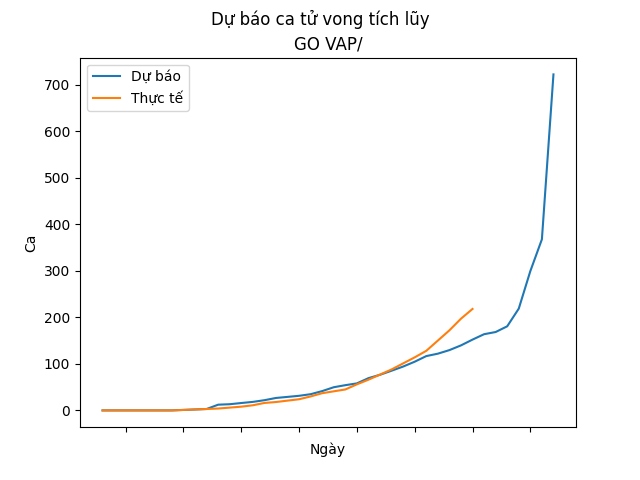 Dự báo ca tử vong tích lũy
GO VAP/
Dự báo
Thực tế
700
600
500
400
300
200
100
0
Ca
Ngày